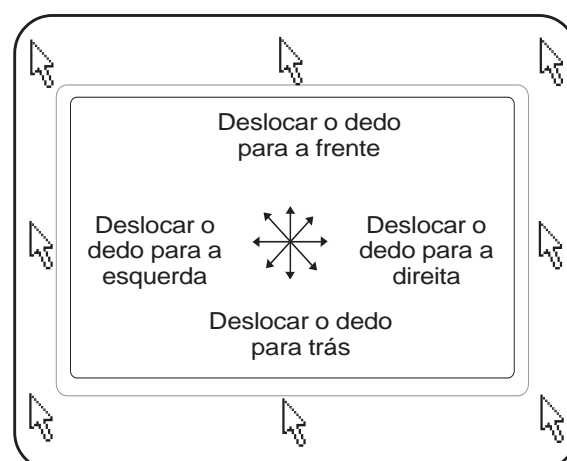 Deslocar o dedo
para a frente
Deslocar o
dedo para a
esquerda
Deslocar o
dedo para a
direita
Deslocar o dedo
para trás